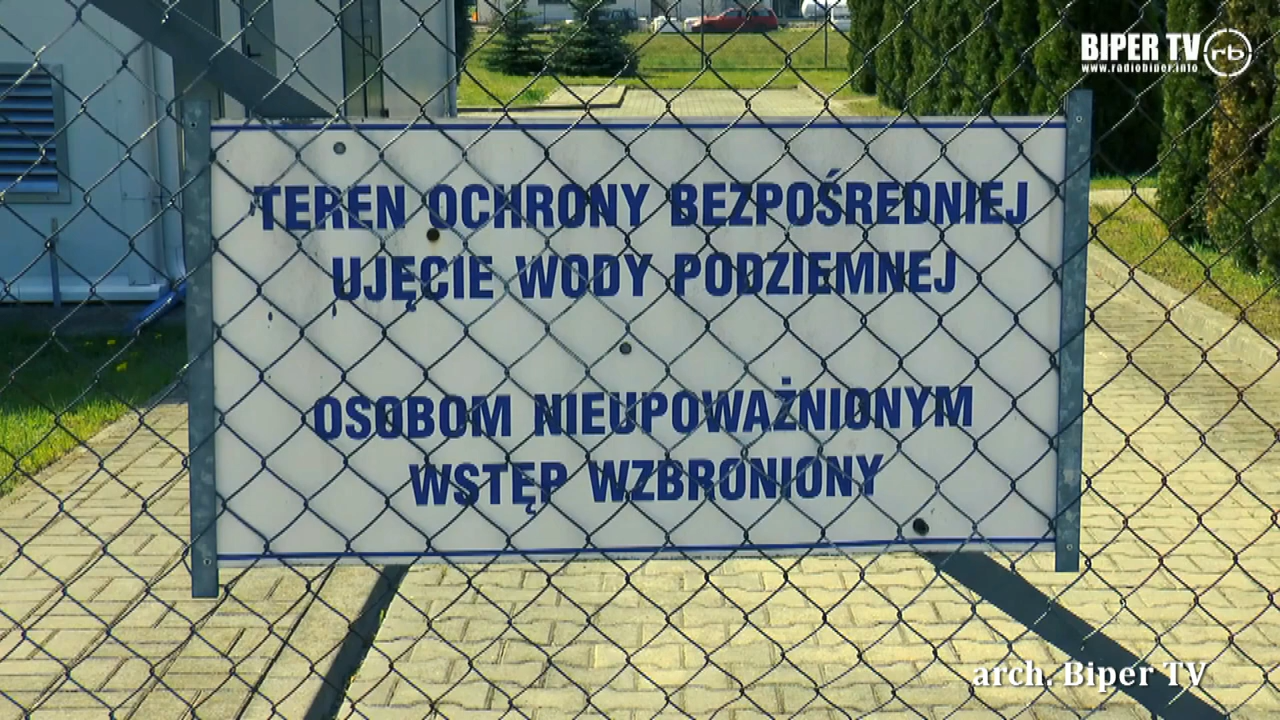 BIPER TV rb
www.radiobiper.info
TEREN OCHRONY BEZPOŚREDNIEJ
UJĘCIE WODY PODZIEMNEJ
OSOBOM NIEUPOWAŻNIONYM
WSTĘP WZBRONIONY
arch. Biper TV